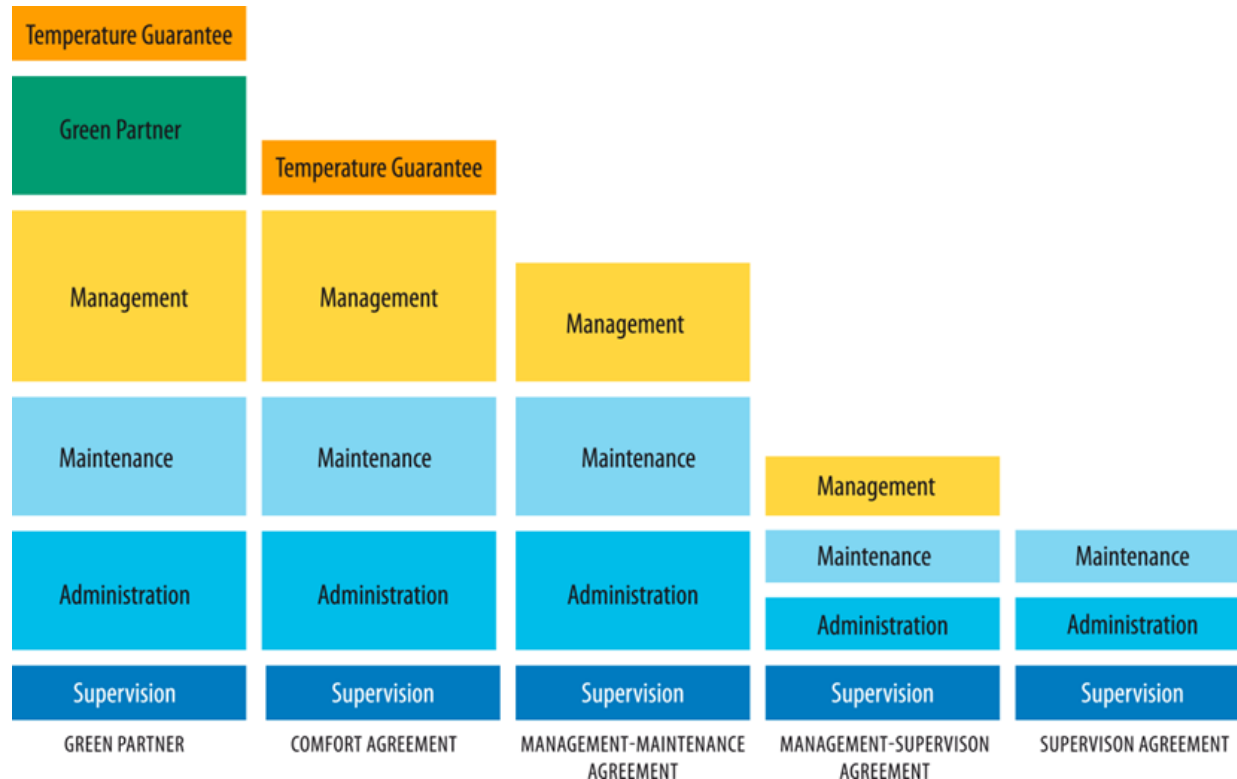 Temperature Guarantee
Green Partner
Temperature Guarantee
Management
Management
Management
Maintenance
Maintenance
Maintenance
Management
Maintenance
Maintenance
Administration
Administration
Administration
Administration
Administration
Supervision
Supervision
Supervision
Supervision
Supervision
GREEN PARTNER
COMFORT AGREEMENT
MANAGEMENT-MAINTENANCE
AGREEMENT
MANAGEMENT-SUPERVISON
AGREEMENT
SUPERVISON AGREEMENT